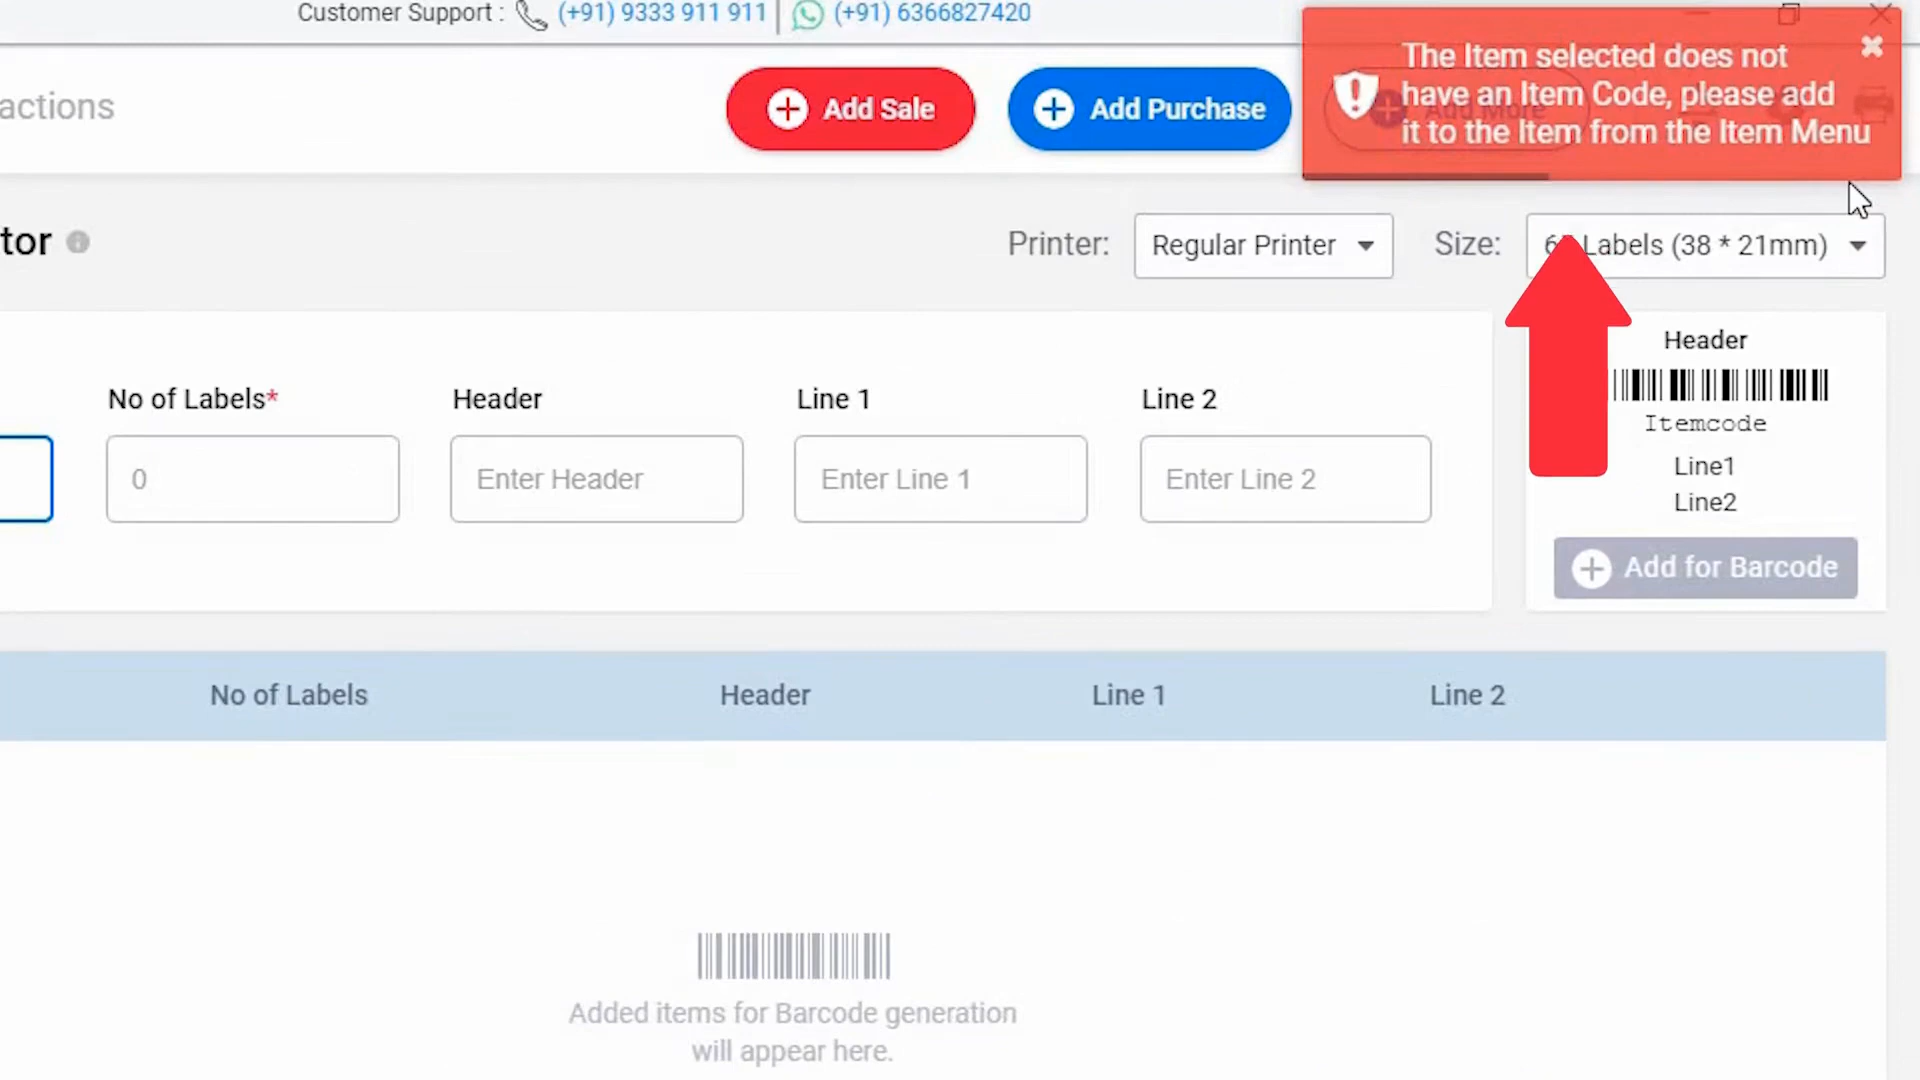 Customer Support : (+91) 9333 911 911 | (+91) 6366827420
The Item selected does not
have an Item Code, please add
it to the Item from the Item Menu
actions
Add Sale
Add Purchase
Add More
tor
Printer: Regular Printer
Size: Labels (38 * 21mm)
No of Labels*
Header
Line 1
Line 2
0
Enter Header
Enter Line 1
Enter Line 2
Header
Itemcode
Line1
Line2
Add for Barcode
No of Labels
Header
Line 1
Line 2
Added items for Barcode generation
will appear here.